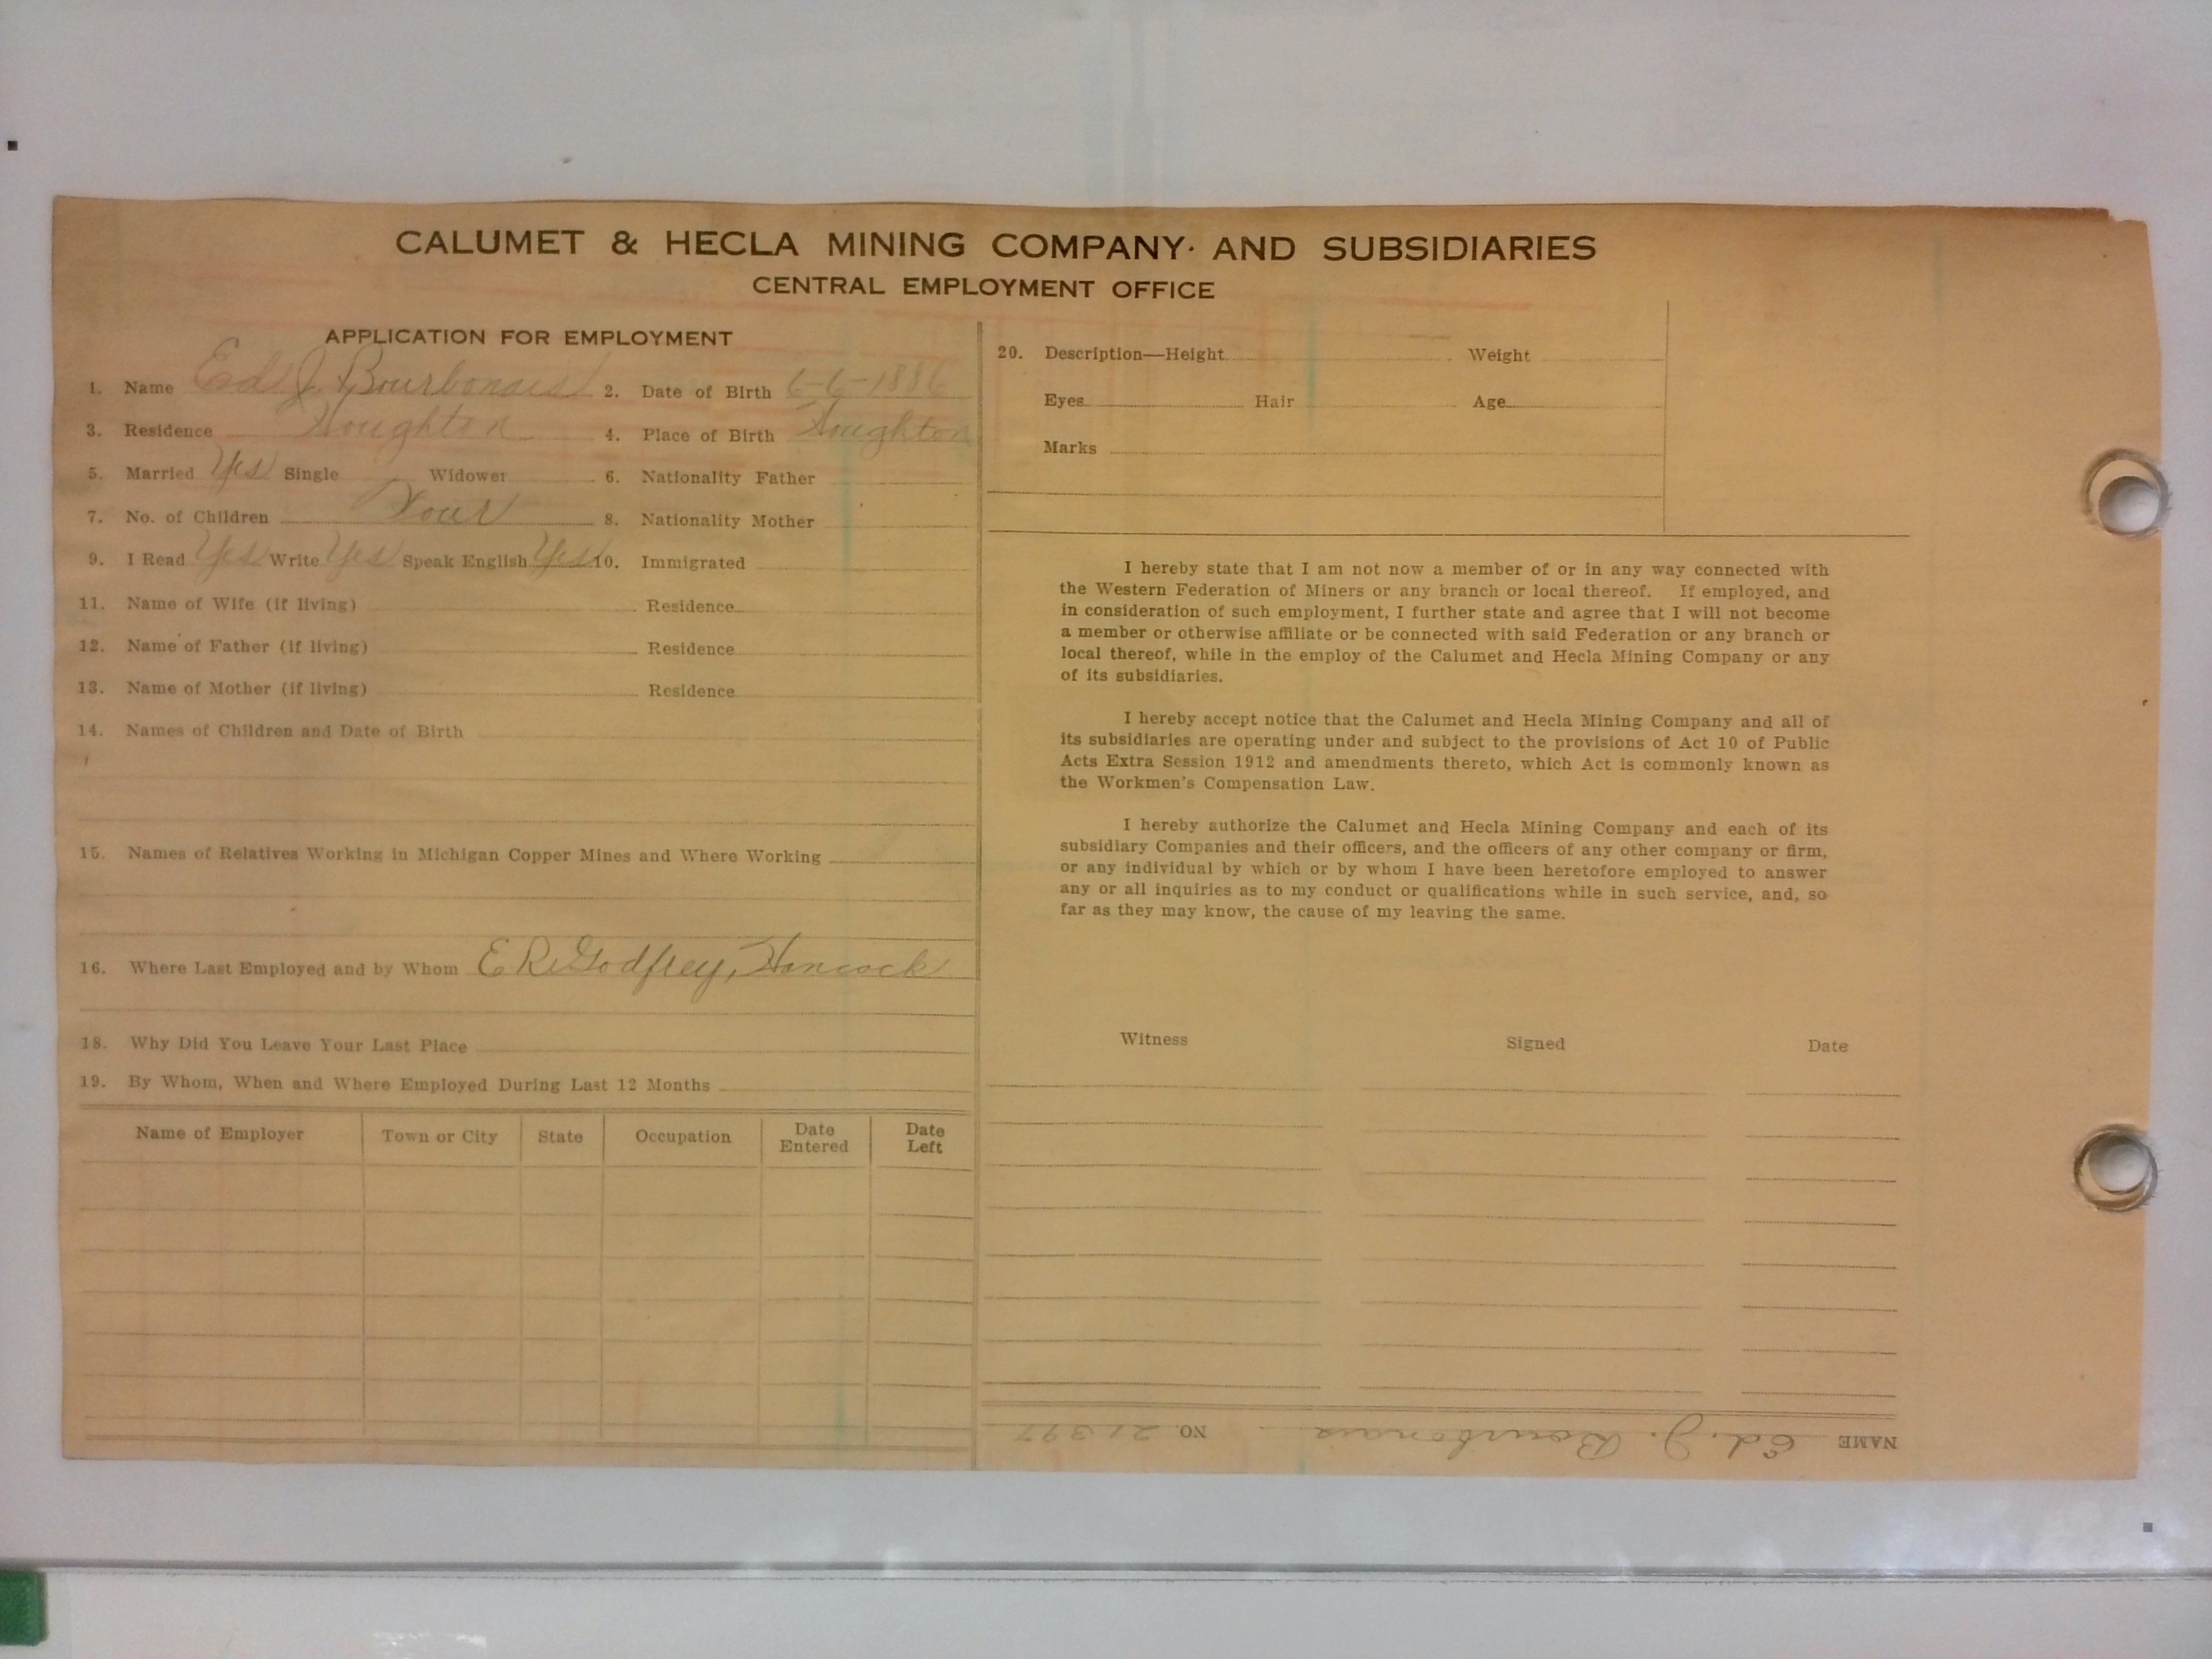 CALUMET & HECLA MINING COMPANY· AND SUBSIDIARIES
CENTRAL EMPLOYMENT OFFICE
APPLICATION FOR EMPLOYMENT
1. Name Ed J. Bourbonais 2. Date of Birth 6-6-1886
3. Residence Houghton 4. Place of Birth Houghton
5. Married Yes Single Widower 6. Nationality Father
7. No. of Children Four 8. Nationality Mother
9. I Read Yes Write Yes Speak English Yes 10. Immigrated
11. Name of Wife (if living) Residence
12. Name of Father (if living) Residence
13. Name of Mother (if living) Residence
14. Names of Children and Date of Birth
15. Names of Relatives Working in Michigan Copper Mines and Where Working
16. Where Last Employed and by Whom E R Godfrey, Hancock
18. Why Did You Leave Your Last Place
19. By Whom, When and Where Employed During Last 12 Months
Name of Employer Town or City State Occupation Date Entered Date Left
20. Description—Height Weight
Eyes Hair Age
Marks
I hereby state that I am not now a member of or in any way connected with
the Western Federation of Miners or any branch or local thereof. If employed, and
in consideration of such employment, I further state and agree that I will not become
a member or otherwise affiliate or be connected with said Federation or any branch or
local thereof, while in the employ of the Calumet and Hecla Mining Company or any
of its subsidiaries.
I hereby accept notice that the Calumet and Hecla Mining Company and all of
its subsidiaries are operating under and subject to the provisions of Act 10 of Public
Acts Extra Session 1912 and amendments thereto, which Act is commonly known as
the Workmen's Compensation Law.
I hereby authorize the Calumet and Hecla Mining Company and each of its
subsidiary Companies and their officers, and the officers of any other company or firm,
or any individual by which or by whom I have been heretofore employed to answer
any or all inquiries as to my conduct or qualifications while in such service, and, so
far as they may know, the cause of my leaving the same.
Witness Signed Date
NAME Ed. J. Bourbonais NO. 21397